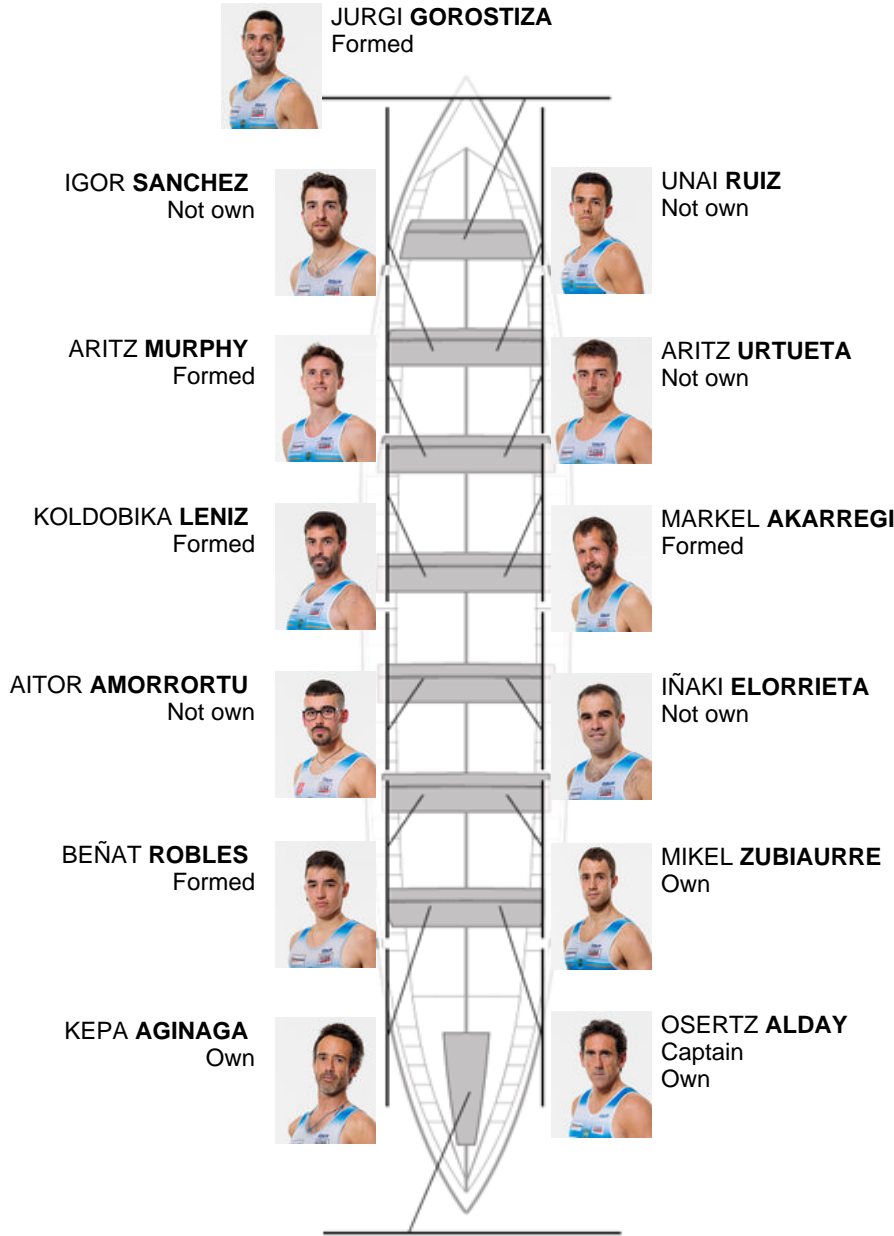 JURGI GOROSTIZA
Formed
IGOR SANCHEZ
Not own
UNAI RUIZ
Not own
ARITZ MURPHY
Formed
ARITZ URTUETA
Not own
KOLDOBIKA LENIZ
Formed
MARKEL AKARREGI
Formed
AITOR AMORRORTU
Not own
IÑAKI ELORRIETA
Not own
BEÑAT ROBLES
Formed
MIKEL ZUBIAURRE
Own
KEPA AGINAGA
Own
OSERTZ ALDAY
Captain
Own